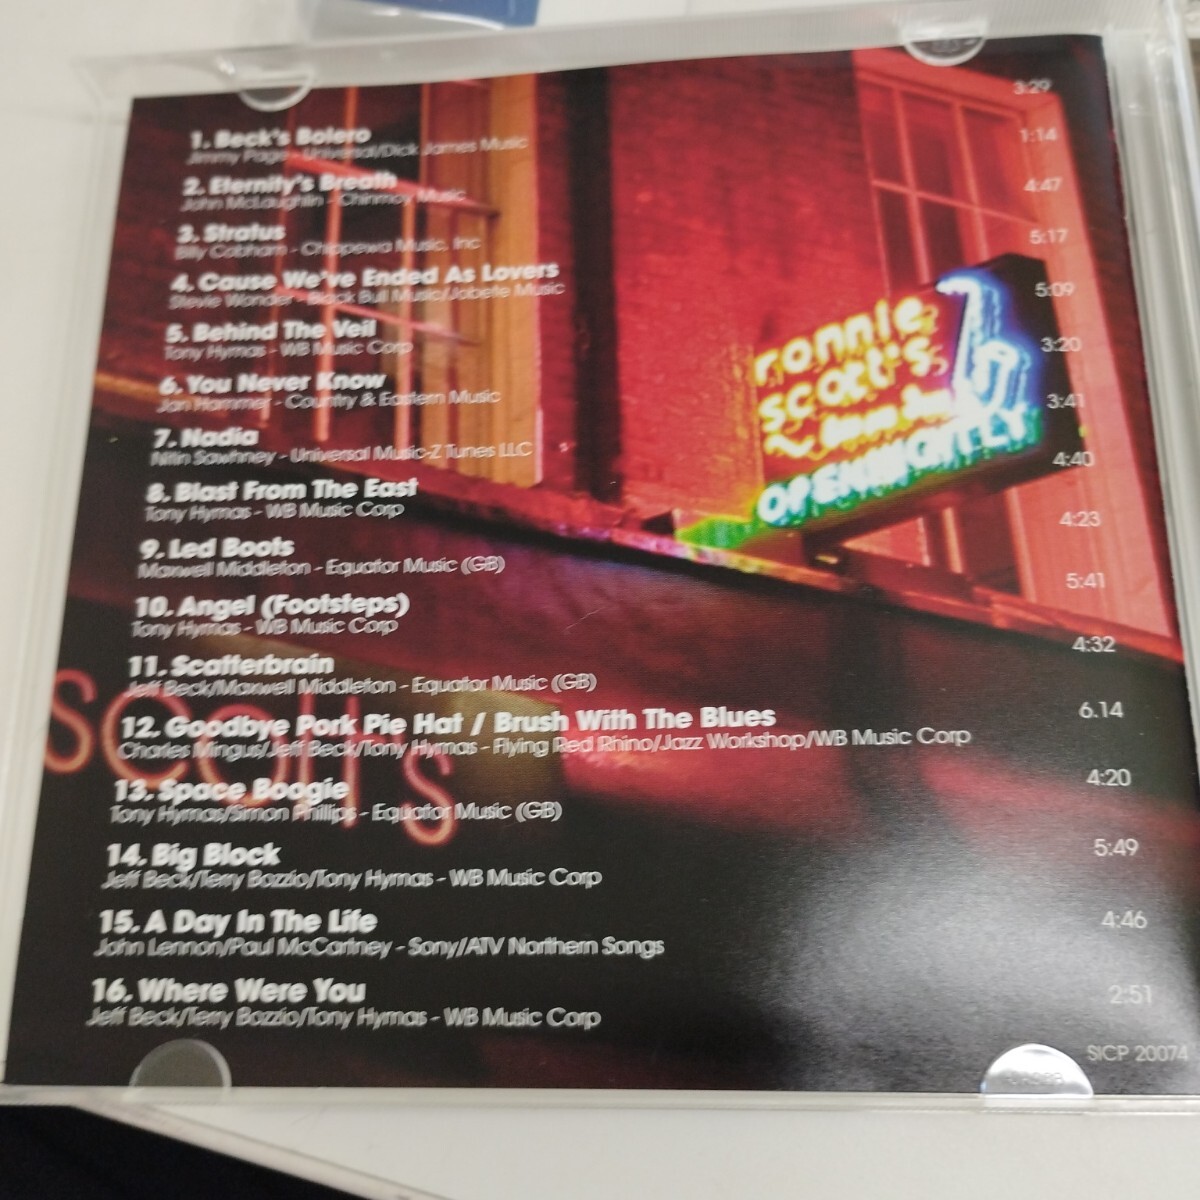 1. Beck's Bolero 3:29
Jimmy Page - Universal/Dick James Music
2. Eternity's Breath 1:14
John McLaughlin - Chinmoy Music
3. Stratus 4:47
Billy Cobham - Chippewa Music, Inc
4. Cause We've Ended As Lovers 5:17
Stevie Wonder - Black Bull Music/Jobete Music
5. Behind The Veil 5:09
Tony Hymas - WB Music Corp
6. You Never Know 3:20
Jan Hammer - Country & Eastern Music
7. Nadia 3:41
Nitin Sawhney - Universal Music-Z Tunes LLC
8. Blast From The East 4:40
Tony Hymas - WB Music Corp
9. Led Boots 4:23
Maxwell Middleton - Equator Music (GB)
10. Angel (Footsteps) 5:41
Tony Hymas - WB Music Corp
11. Scatterbrain 4:32
Jeff Beck/Maxwell Middleton - Equator Music (GB)
12. Goodbye Pork Pie Hat / Brush With The Blues 6.14
Charles Mingus/Jeff Beck/Tony Hymas - Flying Red Rhino/Jazz Workshop/WB Music Corp
13. Space Boogie 4:20
Tony Hymas/Simon Phillips - Equator Music (GB)
14. Big Block 5:49
Jeff Beck/Terry Bozzio/Tony Hymas - WB Music Corp
15. A Day In The Life 4:46
John Lennon/Paul McCartney - Sony/ATV Northern Songs
16. Where Were You 2:51
Jeff Beck/Terry Bozzio/Tony Hymas - WB Music Corp
SICP 20074
ronnie
scott's
OPEN NIGHTLY
SCOTT'S